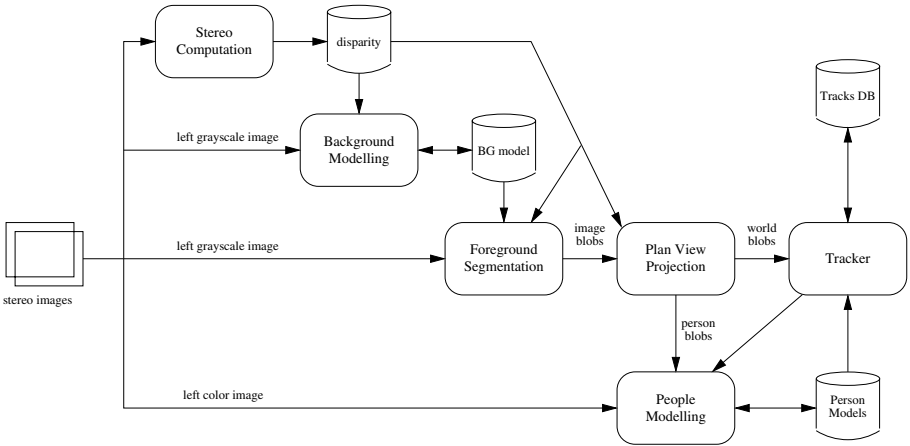 Stereo
Computation
disparity
Tracks DB
left grayscale image
Background
Modelling
BG model
left grayscale image
Foreground
Segmentation
image
blobs
Plan View
Projection
world
blobs
Tracker
stereo images
person
blobs
left color image
People
Modelling
Person
Models